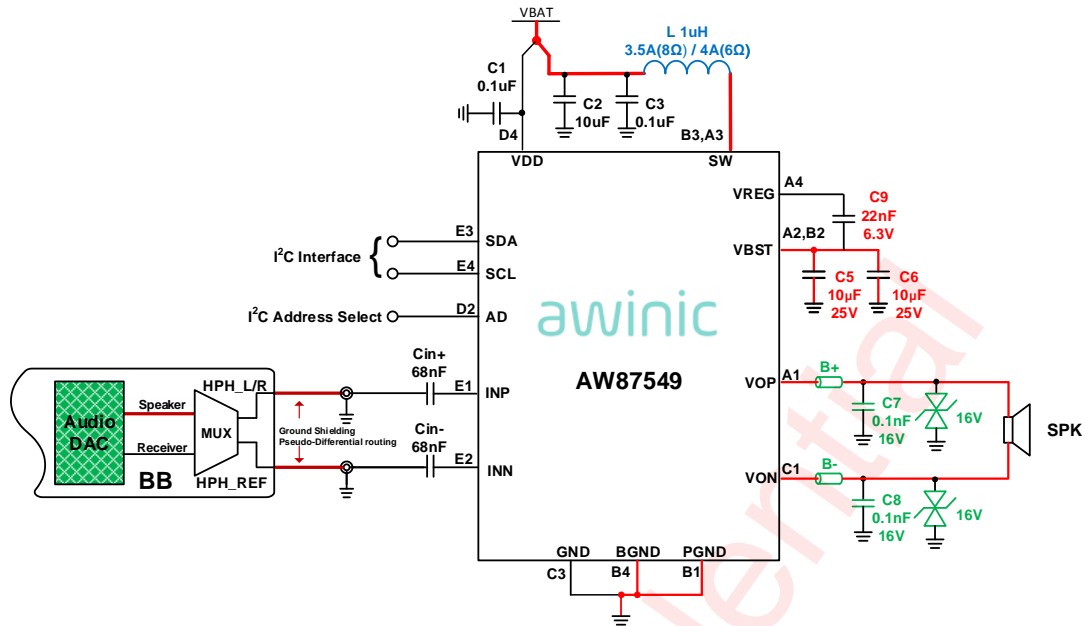 VBAT
L 1uH
3.5A(8Ω) / 4A(6Ω)
C1
0.1uF
C2
10uF
C3
0.1uF
D4
B3,A3
VDD
SW
VREG
A4
C9
22nF
6.3V
A2,B2
VBST
C5
10μF
25V
C6
10μF
25V
I²C Interface
{
E3
SDA
E4
SCL
I²C Address Select
D2
AD
awinic
AW87549
Cin+
68nF
E1
INP
Cin-
68nF
E2
INN
HPH_L/R
Speaker
Audio
DAC
MUX
Receiver
BB
HPH_REF
Ground Shielding
Pseudo-Differential routing
VOP
A1
B+
C7
0.1nF
16V
16V
SPK
VON
C1
B-
C8
0.1nF
16V
16V
GND
BGND
PGND
C3
B4
B1